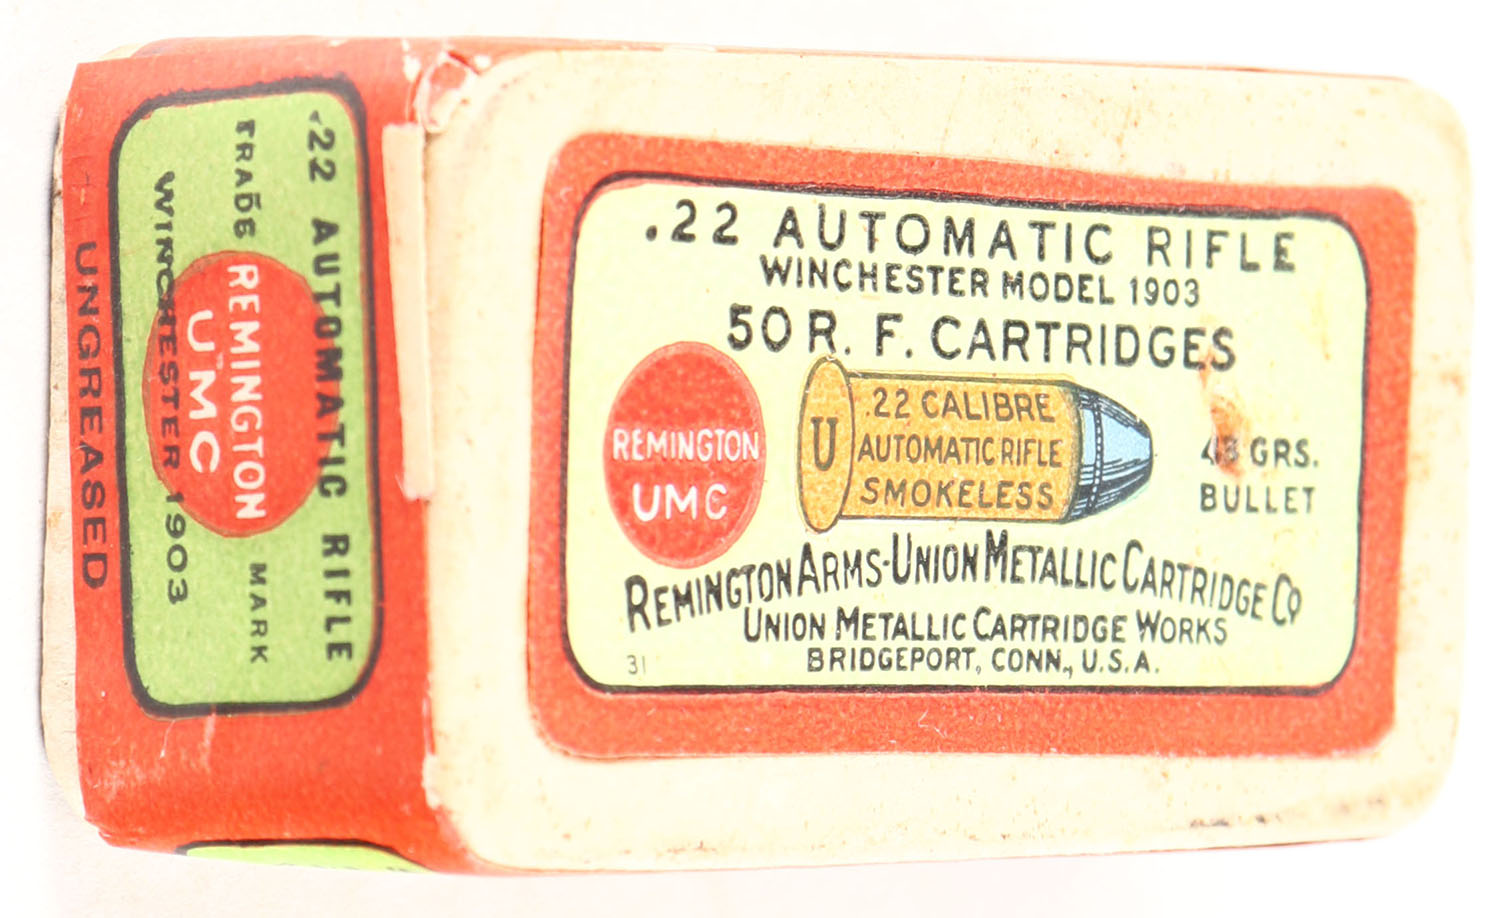 .22 AUTOMATIC RIFLE
WINCHESTER MODEL 1903
50 R. F. CARTRIDGES
REMINGTON
UMC
U
.22 CALIBRE
AUTOMATIC RIFLE
SMOKELESS
GRS.
BULLET
REMINGTON ARMS-UNION METALLIC CARTRIDGE CO
UNION METALLIC CARTRIDGE WORKS
BRIDGEPORT, CONN., U.S.A.
31
.22 AUTOMATIC RIFLE
TRADE MARK
REMINGTON
UMC
WINCHESTER 1903
UNGREASED